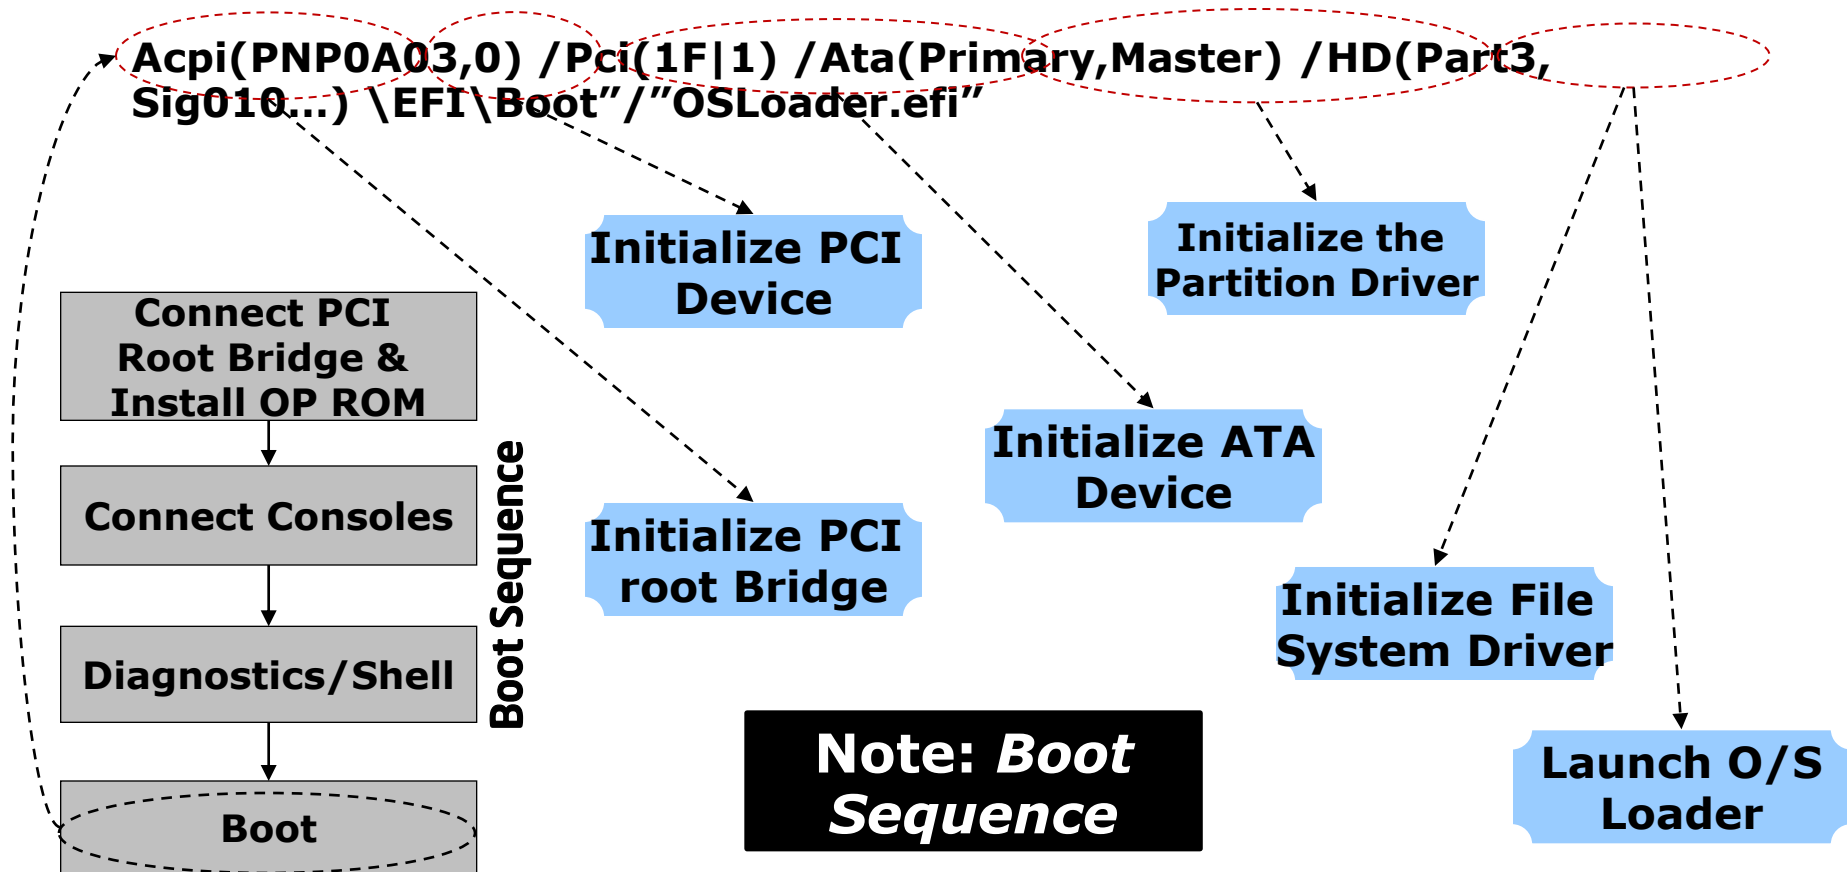 Acpi(PNP0A03,0) /Pci(1F|1) /Ata(Primary,Master) /HD(Part3,
Sig010...) \EFI\Boot”/”OSLoader.efi”
Initialize PCI
Device
Initialize the
Partition Driver
Connect PCI
Root Bridge &
Install OP ROM
Connect Consoles
Diagnostics/Shell
Boot
Boot Sequence
Initialize PCI
root Bridge
Initialize ATA
Device
Initialize File
System Driver
Note: Boot
Sequence
Launch O/S
Loader